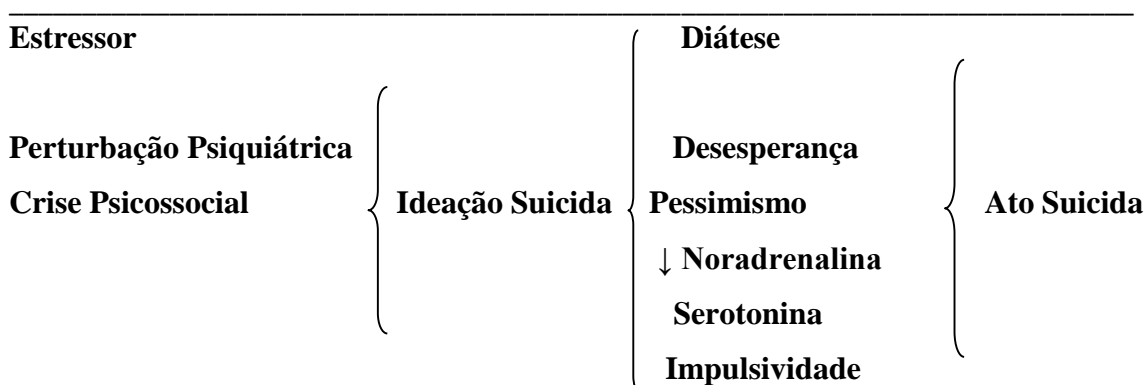 Estressor Diátese
Perturbação Psiquiátrica Desesperança
Crise Psicossocial Ideação Suicida Pessimismo Ato Suicida
↓ Noradrenalina
Serotonina
Impulsividade